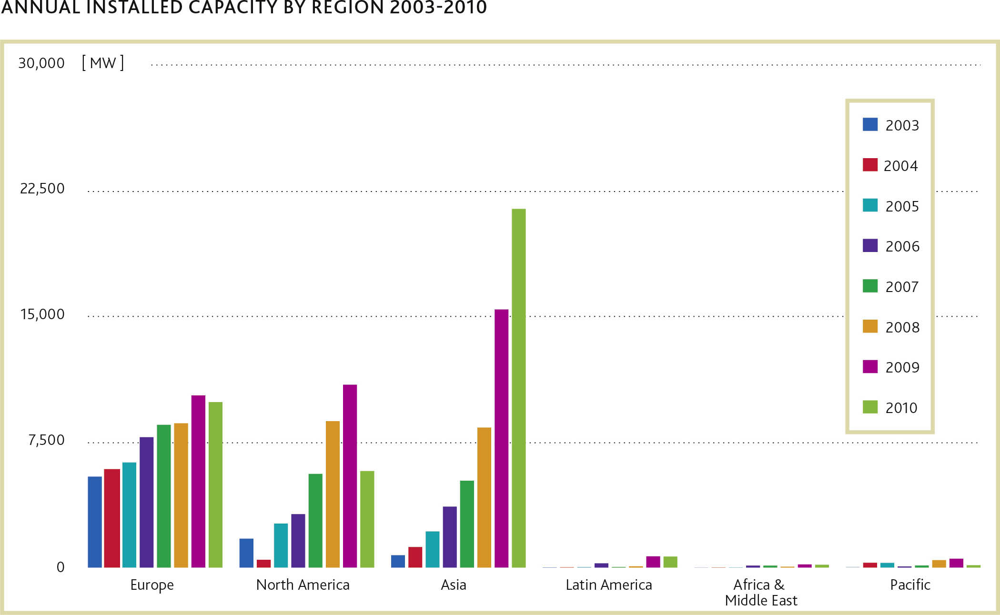 ANNUAL INSTALLED CAPACITY BY REGION 2003-2010
30,000 [ MW ]
22,500
15,000
7,500
0
2003
2004
2005
2006
2007
2008
2009
2010
Europe
North America
Asia
Latin America
Africa &
Middle East
Pacific